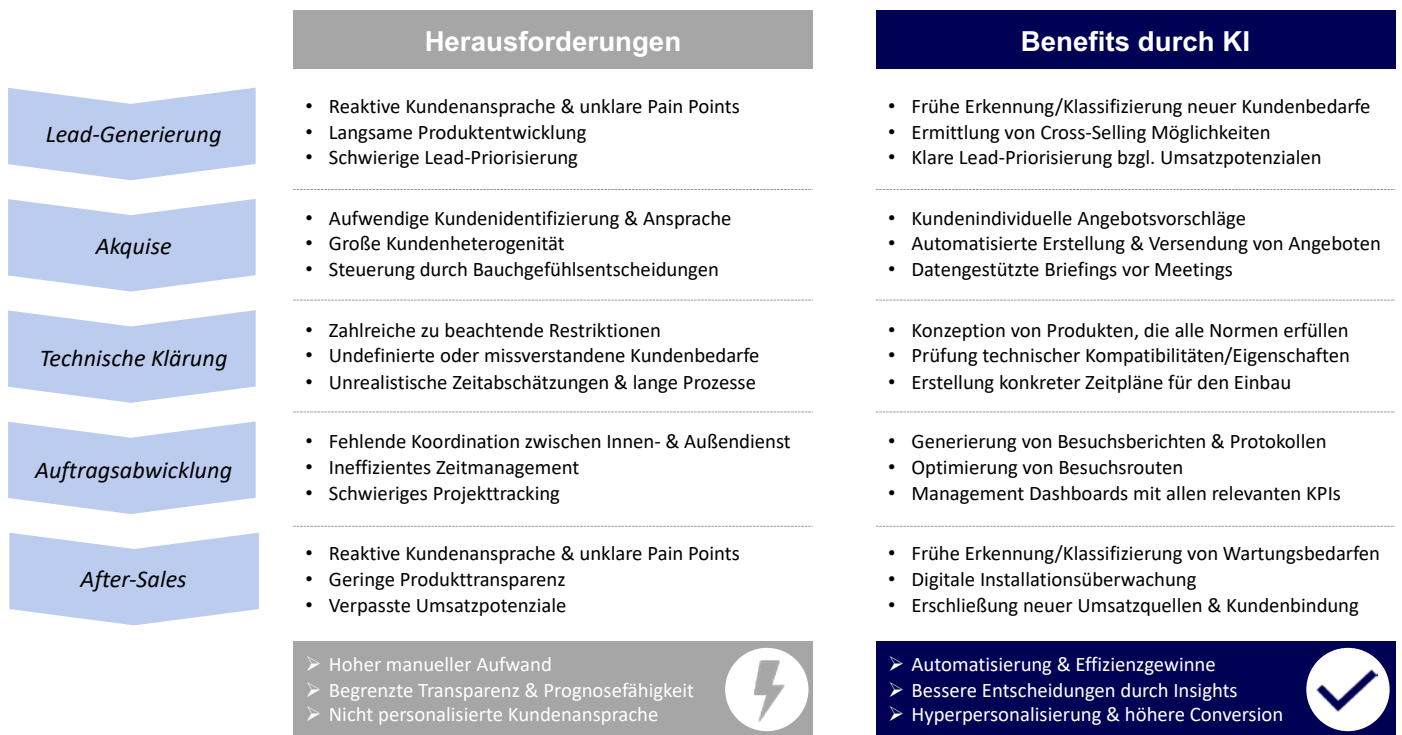 Herausforderungen
Benefits durch KI
Lead-Generierung
• Reaktive Kundenansprache & unklare Pain Points
• Langsame Produktentwicklung
• Schwierige Lead-Priorisierung
• Frühe Erkennung/Klassifizierung neuer Kundenbedarfe
• Ermittlung von Cross-Selling Möglichkeiten
• Klare Lead-Priorisierung bzgl. Umsatzpotenzialen
Akquise
• Aufwendige Kundenidentifizierung & Ansprache
• Große Kundenheterogenität
• Steuerung durch Bauchgefühlsentscheidungen
• Kundenindividuelle Angebotsvorschläge
• Automatisierte Erstellung & Versendung von Angeboten
• Datengestützte Briefings vor Meetings
Technische Klärung
• Zahlreiche zu beachtende Restriktionen
• Undefinierte oder missverstandene Kundenbedarfe
• Unrealistische Zeitabschätzungen & lange Prozesse
• Konzeption von Produkten, die alle Normen erfüllen
• Prüfung technischer Kompatibilitäten/Eigenschaften
• Erstellung konkreter Zeitpläne für den Einbau
Auftragsabwicklung
• Fehlende Koordination zwischen Innen- & Außendienst
• Ineffizientes Zeitmanagement
• Schwieriges Projekttracking
• Generierung von Besuchsberichten & Protokollen
• Optimierung von Besuchsrouten
• Management Dashboards mit allen relevanten KPIs
After-Sales
• Reaktive Kundenansprache & unklare Pain Points
• Geringe Produkttransparenz
• Verpasste Umsatzpotenziale
• Frühe Erkennung/Klassifizierung von Wartungsbedarfen
• Digitale Installationsüberwachung
• Erschließung neuer Umsatzquellen & Kundenbindung
➢ Hoher manueller Aufwand
➢ Begrenzte Transparenz & Prognosefähigkeit
➢ Nicht personalisierte Kundenansprache
➢ Automatisierung & Effizienzgewinne
➢ Bessere Entscheidungen durch Insights
➢ Hyperpersonalisierung & höhere Conversion